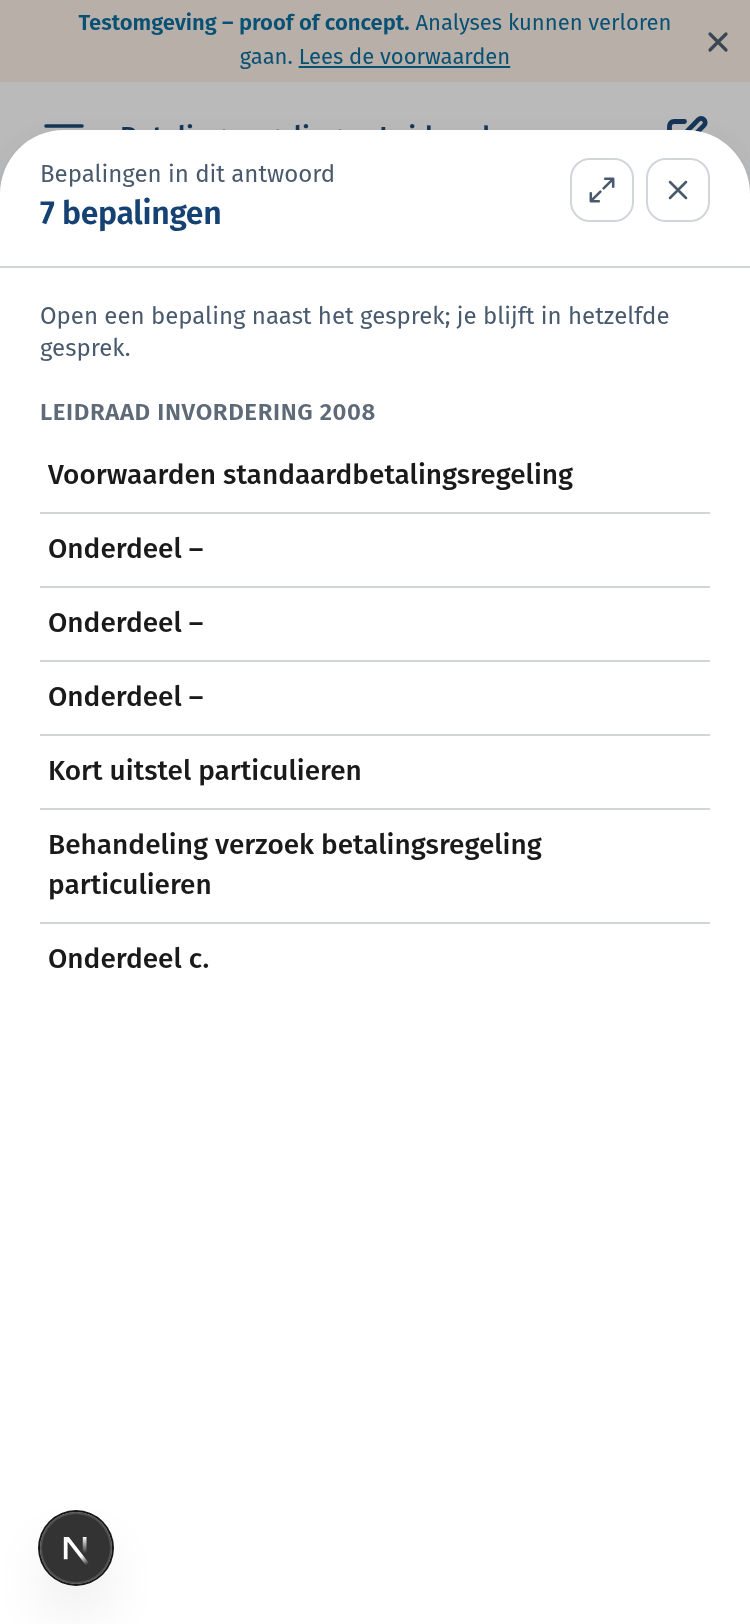 Testomgeving – proof of concept. Analyses kunnen verloren
gaan. Lees de voorwaarden
Bepalingen in dit antwoord
7 bepalingen
Open een bepaling naast het gesprek; je blijft in hetzelfde
gesprek.
LEIDRAAD INVORDERING 2008
Voorwaarden standaardbetalingsregeling
Onderdeel –
Onderdeel –
Onderdeel –
Kort uitstel particulieren
Behandeling verzoek betalingsregeling
particulieren
Onderdeel c.
N